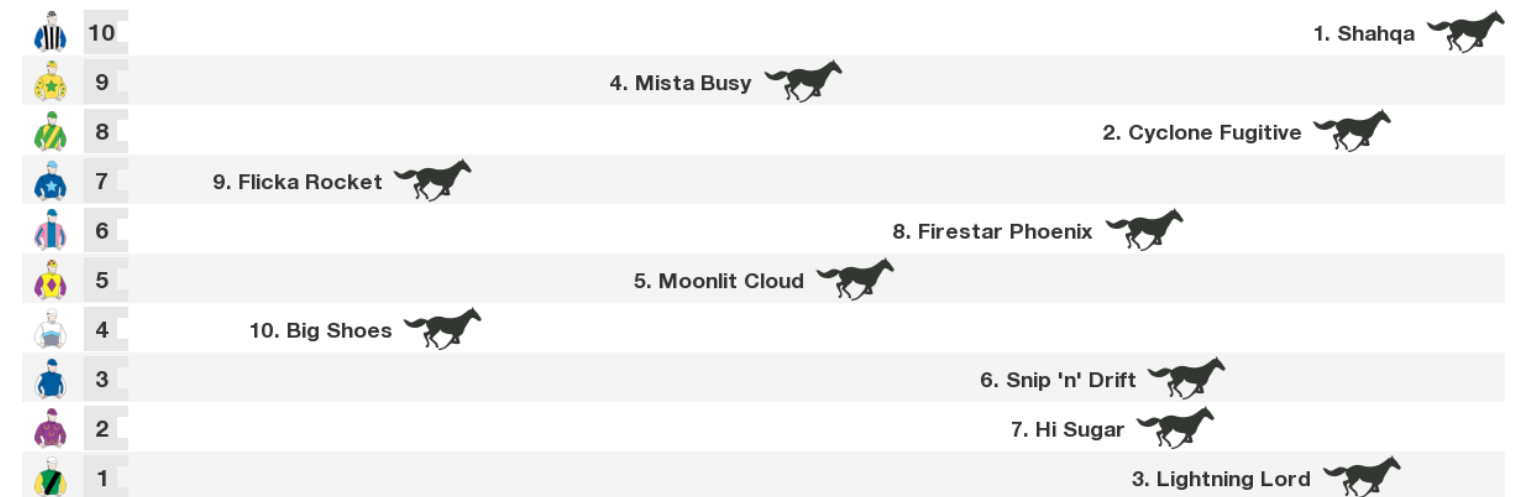 10 1. Shahqa
9 4. Mista Busy
8 2. Cyclone Fugitive
7 9. Flicka Rocket
6 8. Firestar Phoenix
5 5. Moonlit Cloud
4 10. Big Shoes
3 6. Snip 'n' Drift
2 7. Hi Sugar
1 3. Lightning Lord